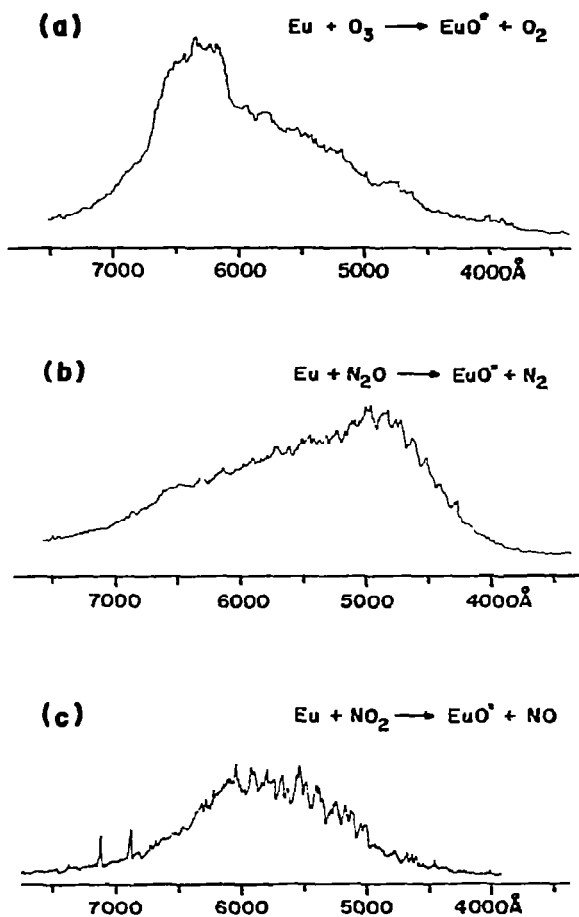 (a) Eu + O₃ ⟶ EuO* + O₂
7000 6000 5000 4000Å
(b) Eu + N₂O ⟶ EuO* + N₂
7000 6000 5000 4000Å
(c) Eu + NO₂ ⟶ EuO* + NO
7000 6000 5000 4000Å